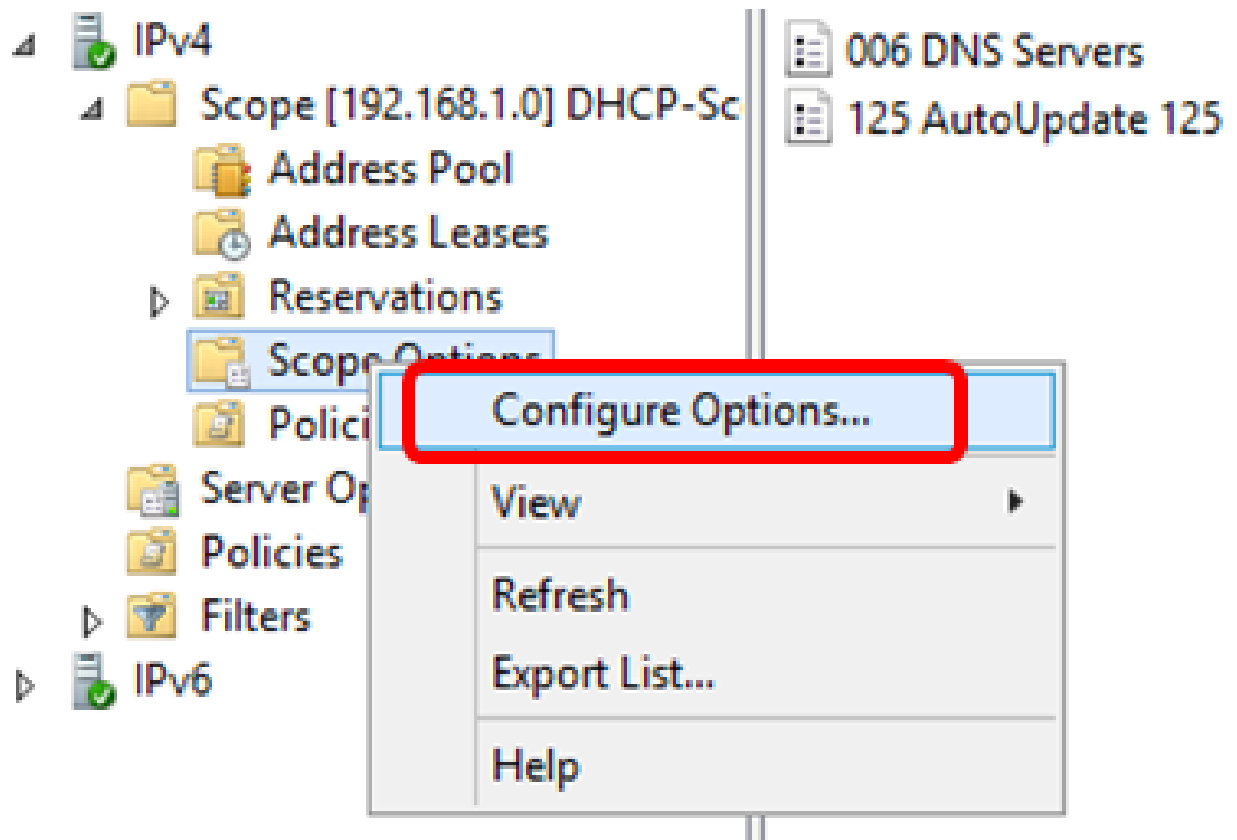 IPv4
Scope [192.168.1.0] DHCP-Sc
Address Pool
Address Leases
Reservations
Scope Options
Polici
Server Op
Policies
Filters
IPv6
006 DNS Servers
125 AutoUpdate 125
Configure Options...
View
Refresh
Export List...
Help